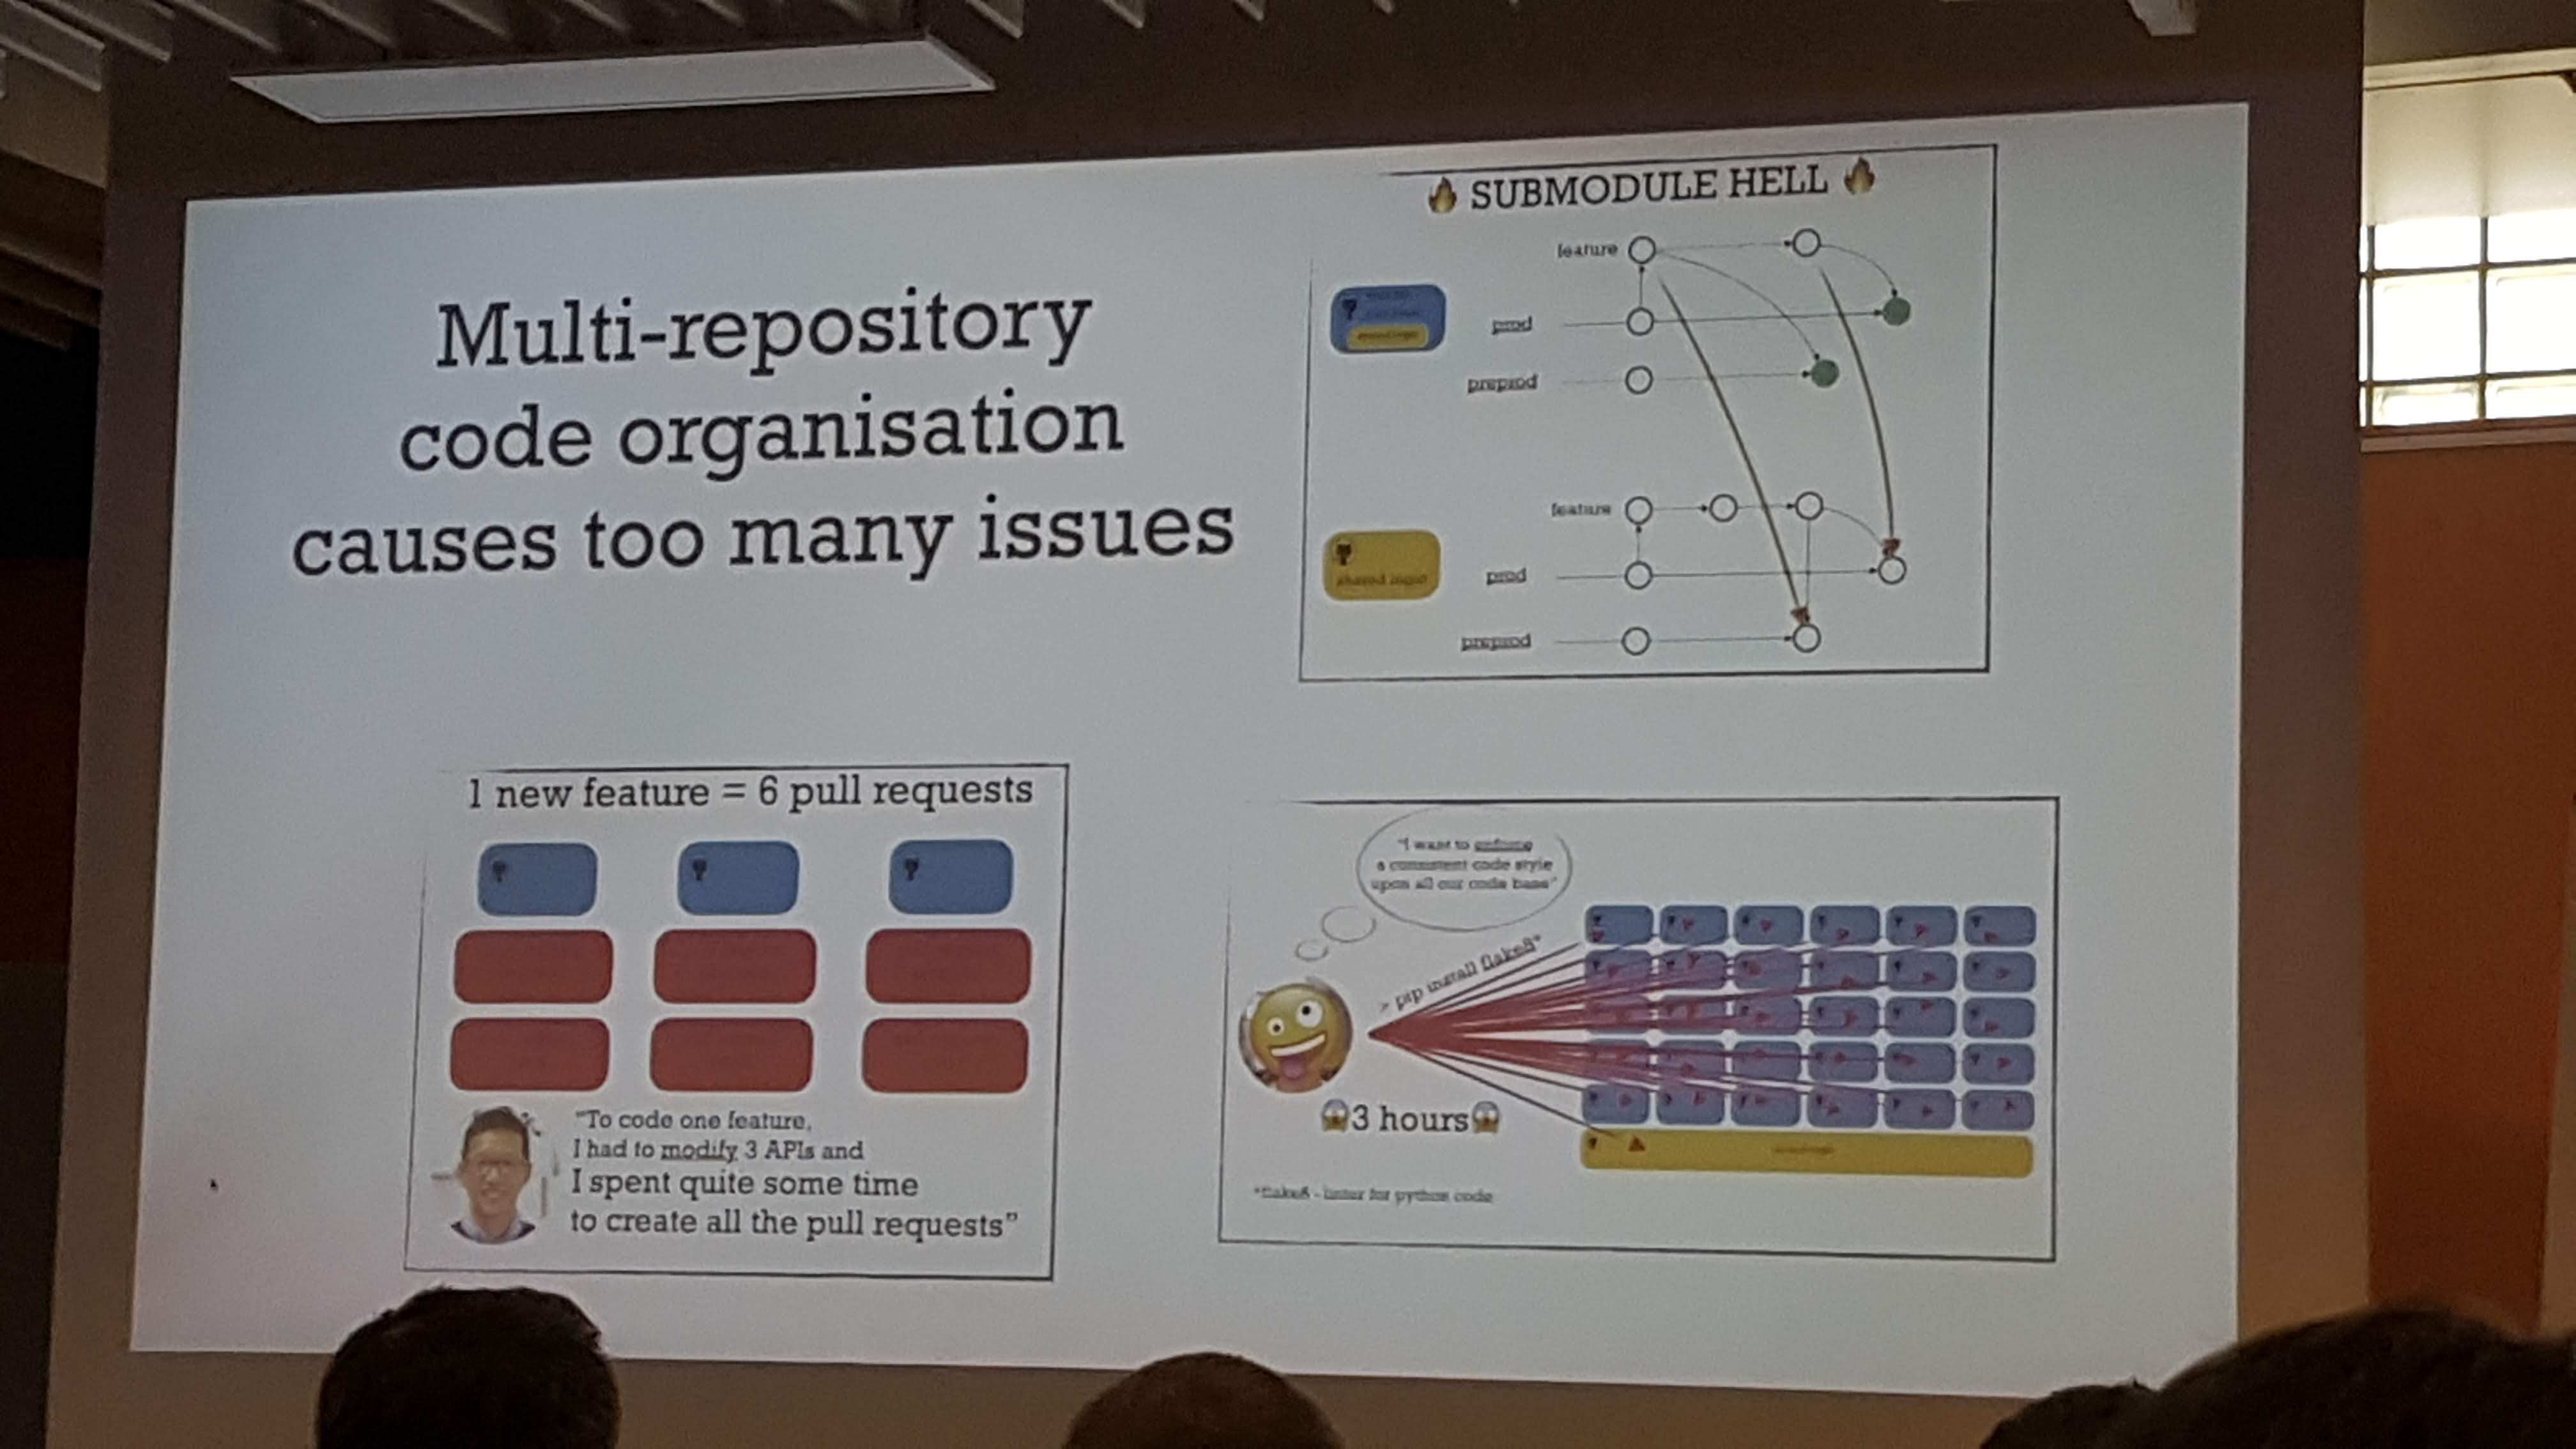 Multi-repository
code organisation
causes too many issues
SUBMODULE HELL
feature
prod
preprod
feature
shared logic
prod
preprod
1 new feature = 6 pull requests
"To code one feature,
I had to modify 3 APIs and
I spent quite some time
to create all the pull requests"
"I want to enforce
a consistent code style
upon all our code base"
> pip install flake8*
3 hours
*flake8 - linter for python code